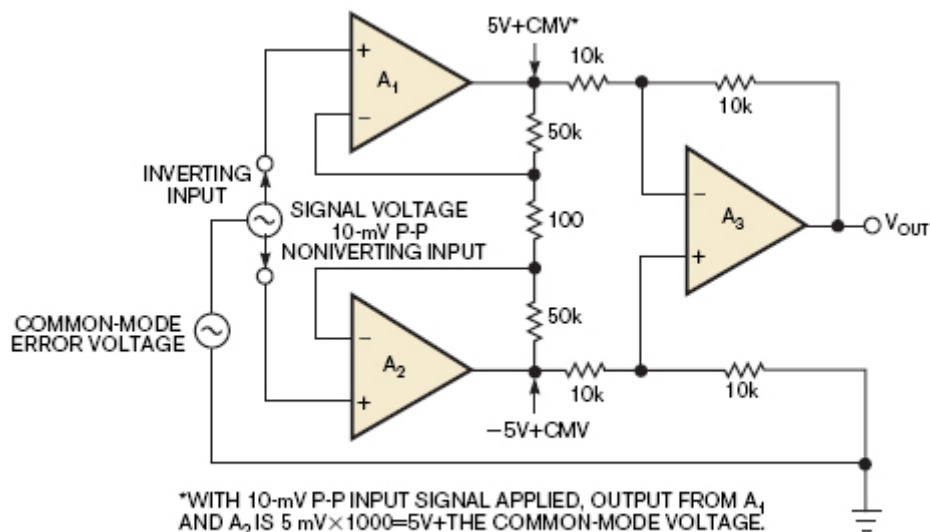 5V+CMV*
10k
A1
10k
50k
INVERTING
INPUT
SIGNAL VOLTAGE
10-mV P-P
NONIVERTING INPUT
100
A3
VOUT
COMMON-MODE
ERROR VOLTAGE
50k
A2
10k
10k
−5V+CMV
*WITH 10-mV P-P INPUT SIGNAL APPLIED, OUTPUT FROM A1
AND A2 IS 5 mV×1000=5V+THE COMMON-MODE VOLTAGE.